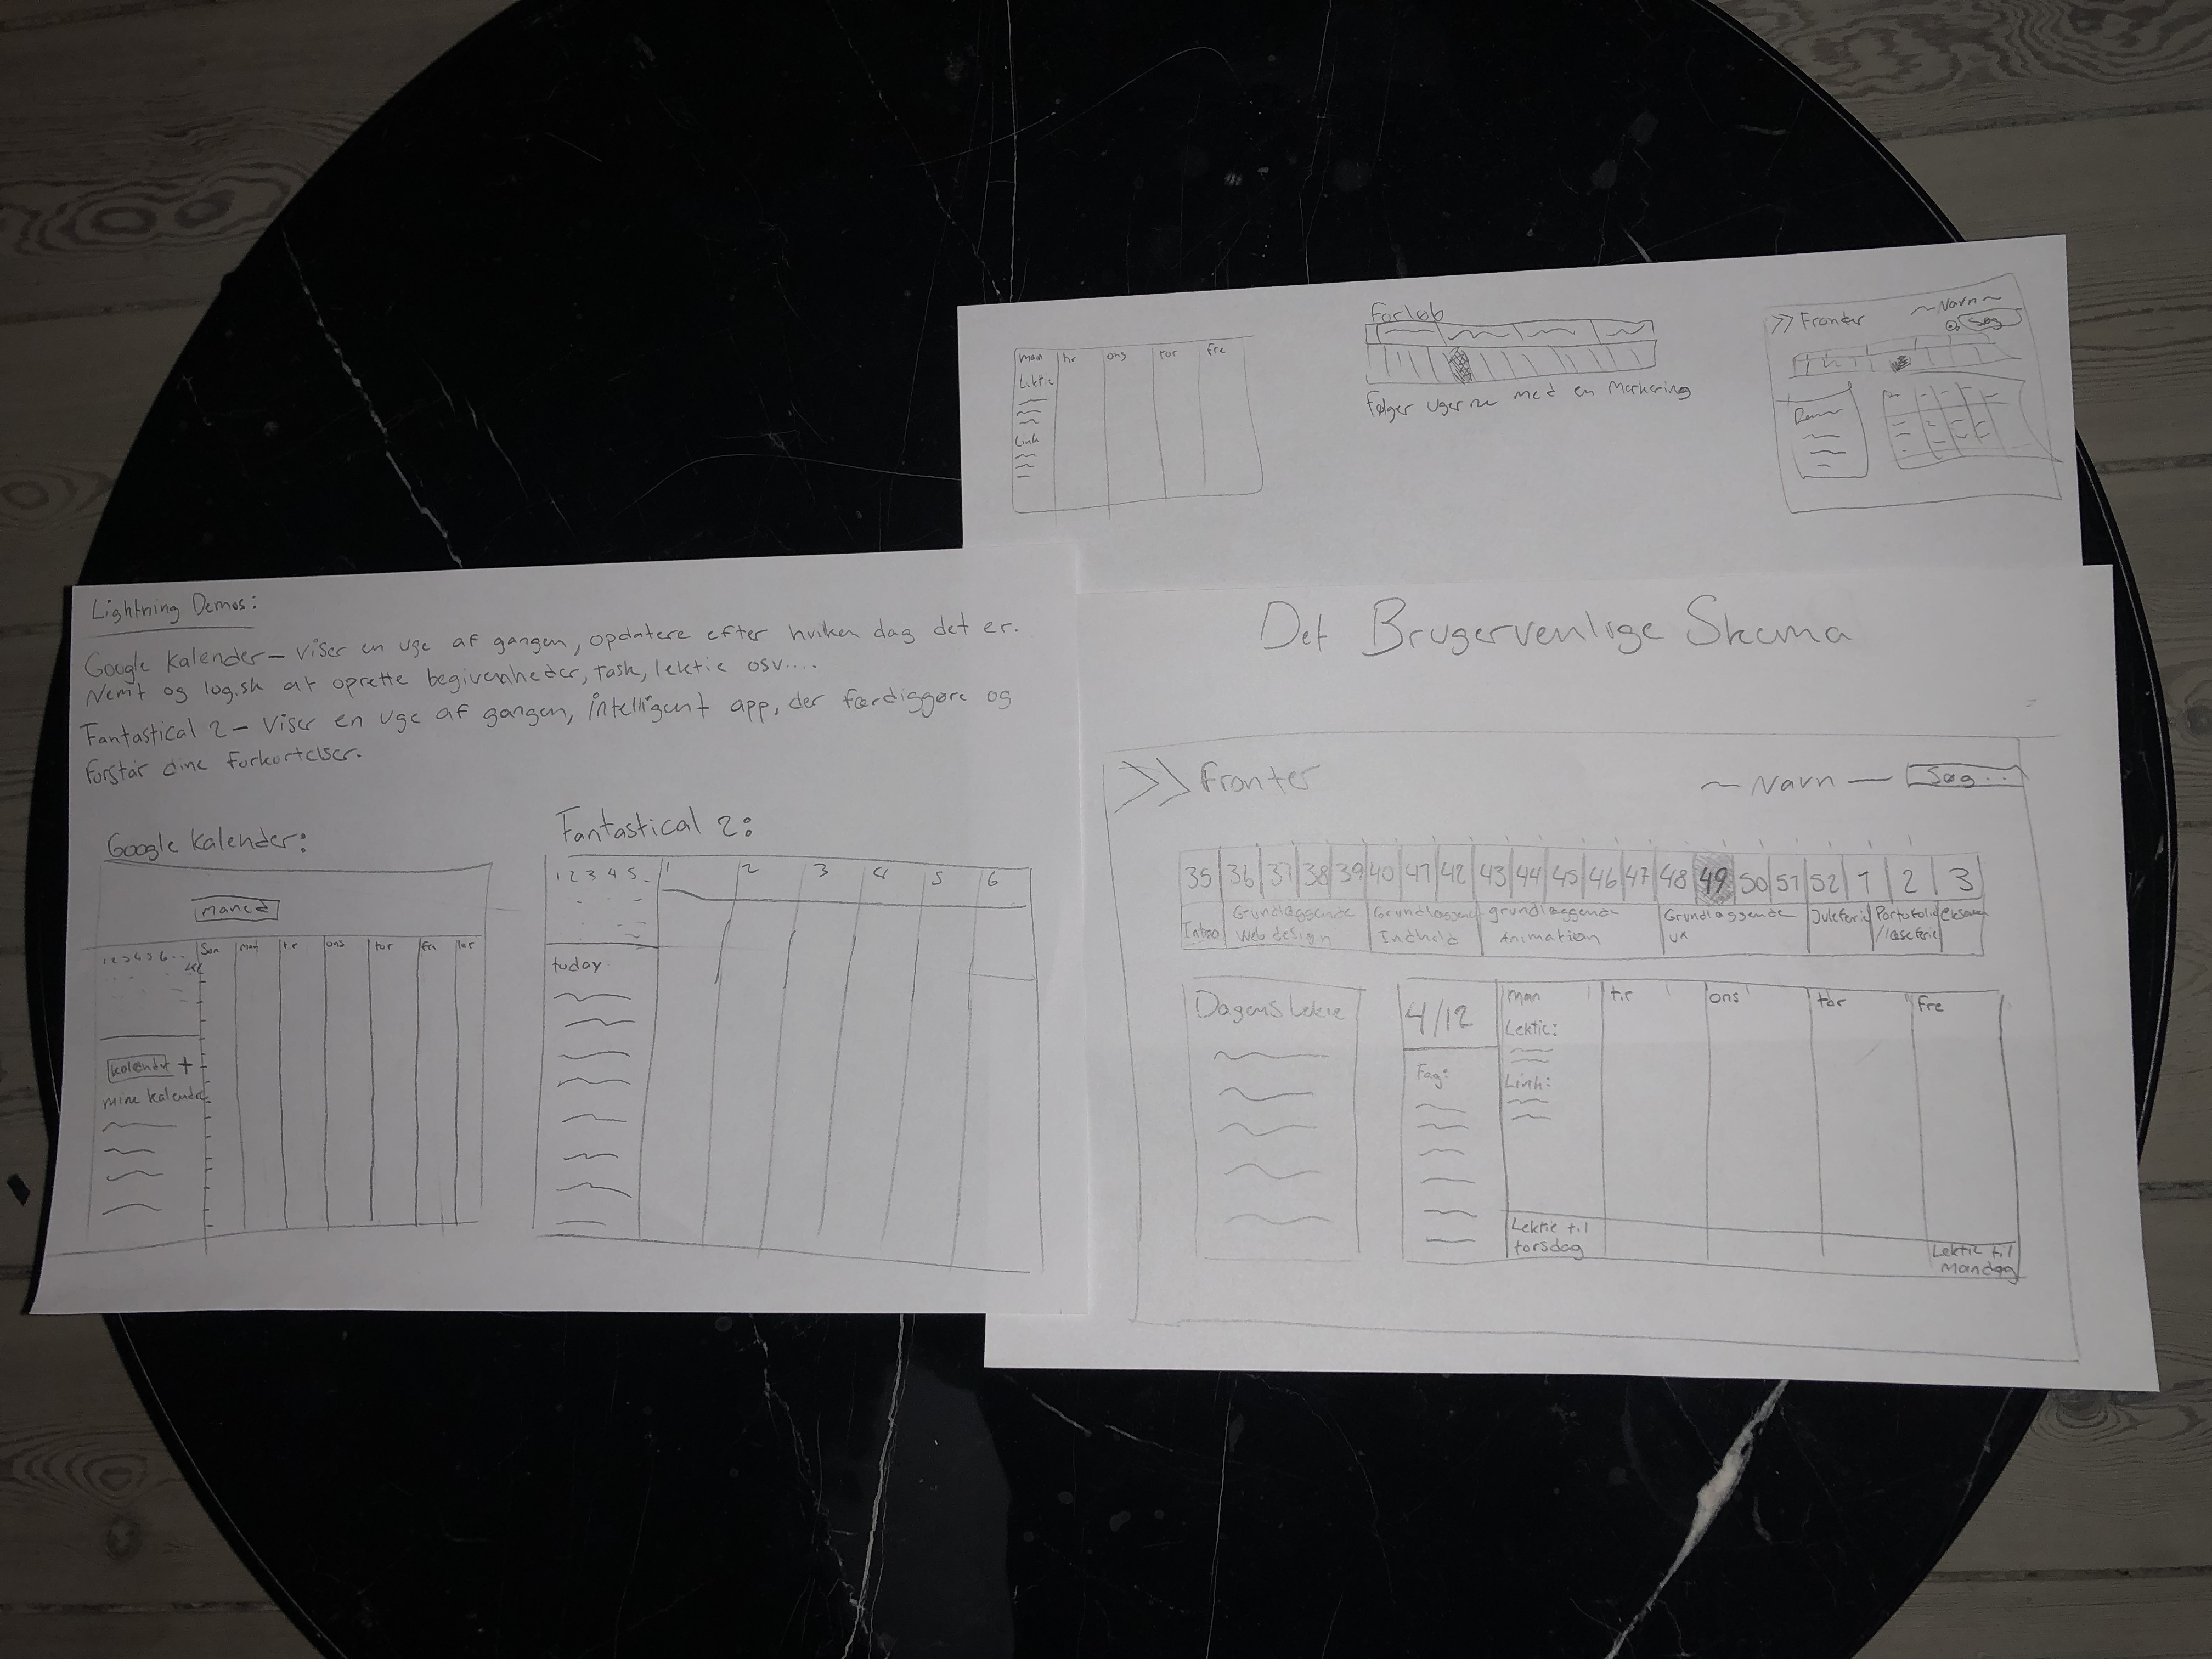 man tir ons tor fre
Lektie
Link
Forløb
Følger ugerne med en Markering
>> Fronter ~Navn~
Søg
Lightning Demos:
Google Kalender - viser en uge af gangen, opdatere efter hviken dag det er.
Nemt og logisk at oprette begivenheder, Task, lektie osv....
Fantastical 2 - Viser en uge af gangen, intelligent app, der færdiggøre og
forstår dine forkortelser.
Google Kalender:
Måned
1 2 3 4 5 6 . . Søn Man tir ons tor fre lør
Kalender +
mine kalender
Fantastical 2:
1 2 3 4 5 . 1 2 3 4 5 6
today
Det Brugervenlige Skema
>> Fronter ~ Navn — Søg...
35 36 37 38 39 40 41 42 43 44 45 46 47 48 49 50 51 52 1 2 3
Intro Grundlæggende Grundlæggende grundlæggende Grundlæggende Juleferie Portofolio eksamen
Webdesign Indhold Animation UX /læseferie
Dagens Lektie
4/12 man tir ons tor fre
Lektie:
Fag:
Link:
Lektie til
torsdag
Lektie til
Mandag